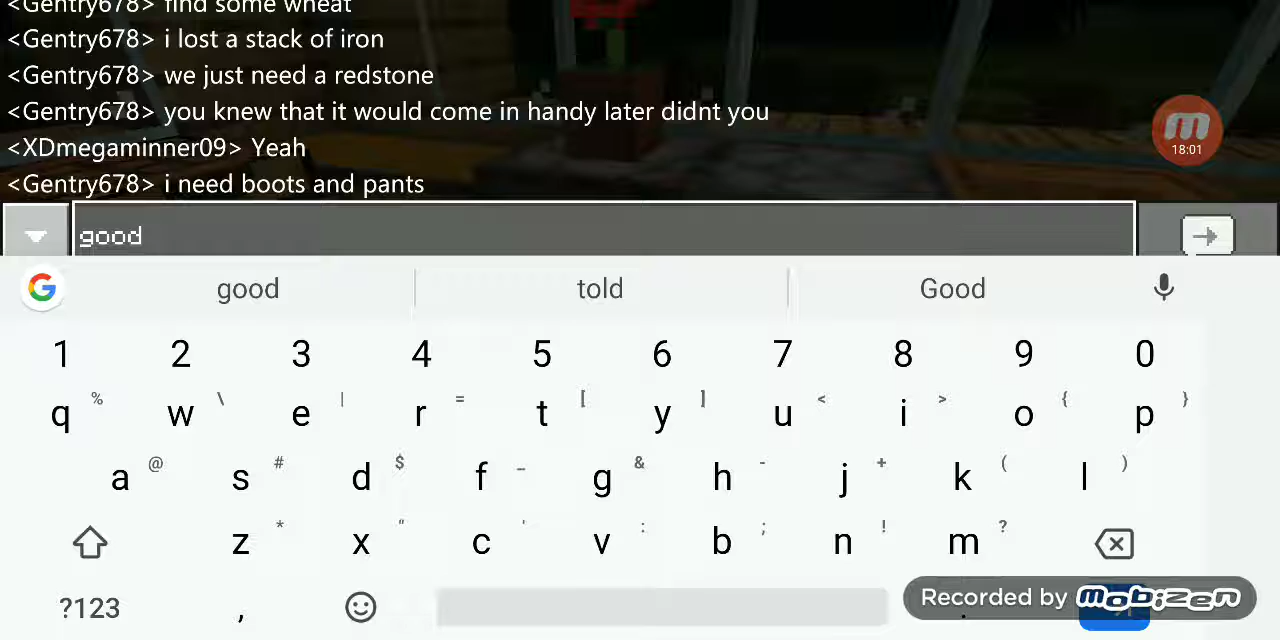 <Gentry678> find some wheat
<Gentry678> i lost a stack of iron
<Gentry678> we just need a redstone
<Gentry678> you knew that it would come in handy later didnt you
<XDmegaminner09> Yeah
<Gentry678> i need boots and pants
18:01
good
good told Good
1 2 3 4 5 6 7 8 9 0
q % w \ e | r = t [ y ] u < i > o { p }
a @ s # d $ f _ g & h - j + k ( l )
z * x " c ' v : b ; n ! m ?
?123 , .
Recorded by mobizen